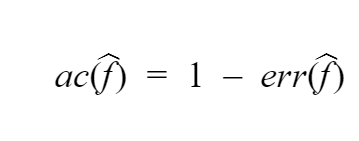 ac(f̂) = 1 − err(f̂)